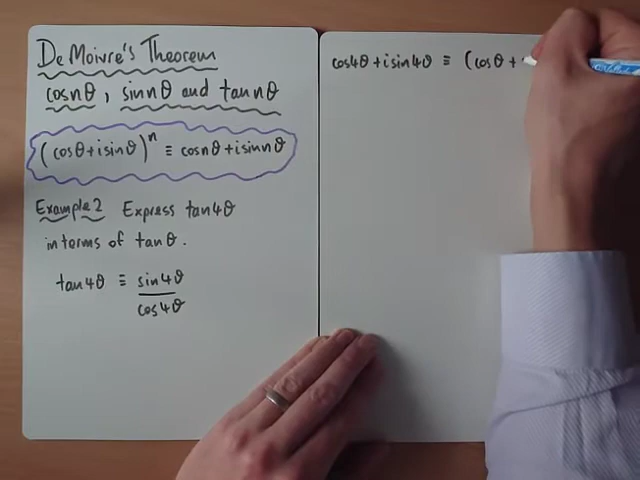 De Moivre's Theorem
cosnθ, sinnθ and tannθ
(cosθ+isinθ)ⁿ ≡ cosnθ+isinnθ
Example 2 Express tan4θ
in terms of tanθ.
tan4θ ≡ sin4θ
cos4θ
cos4θ+isin4θ ≡ (cosθ+